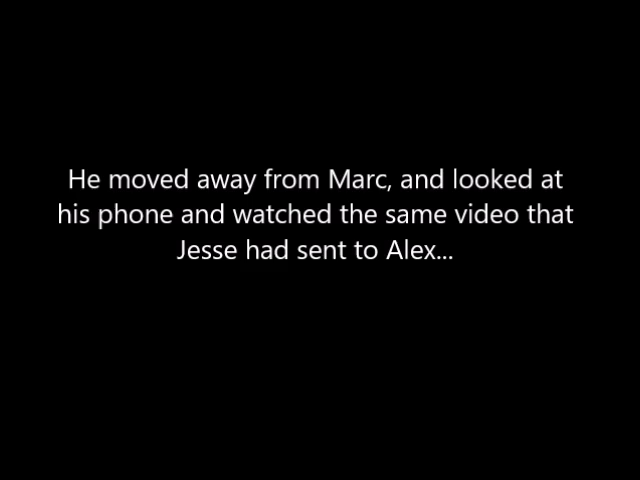 He moved away from Marc, and looked at
his phone and watched the same video that
Jesse had sent to Alex...